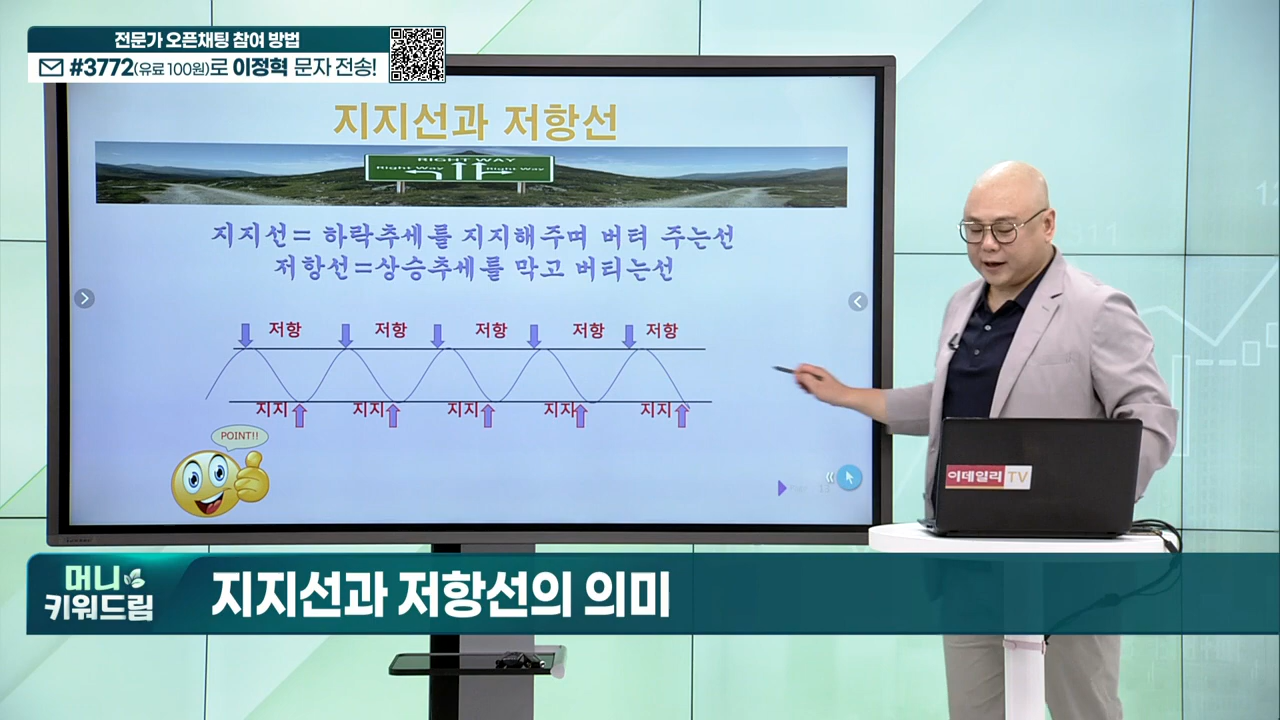 전문가 오픈채팅 참여 방법
#3772(유료 100원)로 이정혁 문자 전송!
지지선과 저항선
RIGHT WAY
Right Way Right Way
지지선= 하락추세를 지지해주며 버텨 주는선
저항선=상승추세를 막고 버티는선
저항 저항 저항 저항 저항
지지 지지 지지 지지 지지
POINT!!
이데일리 TV
머니
키워드림
지지선과 저항선의 의미